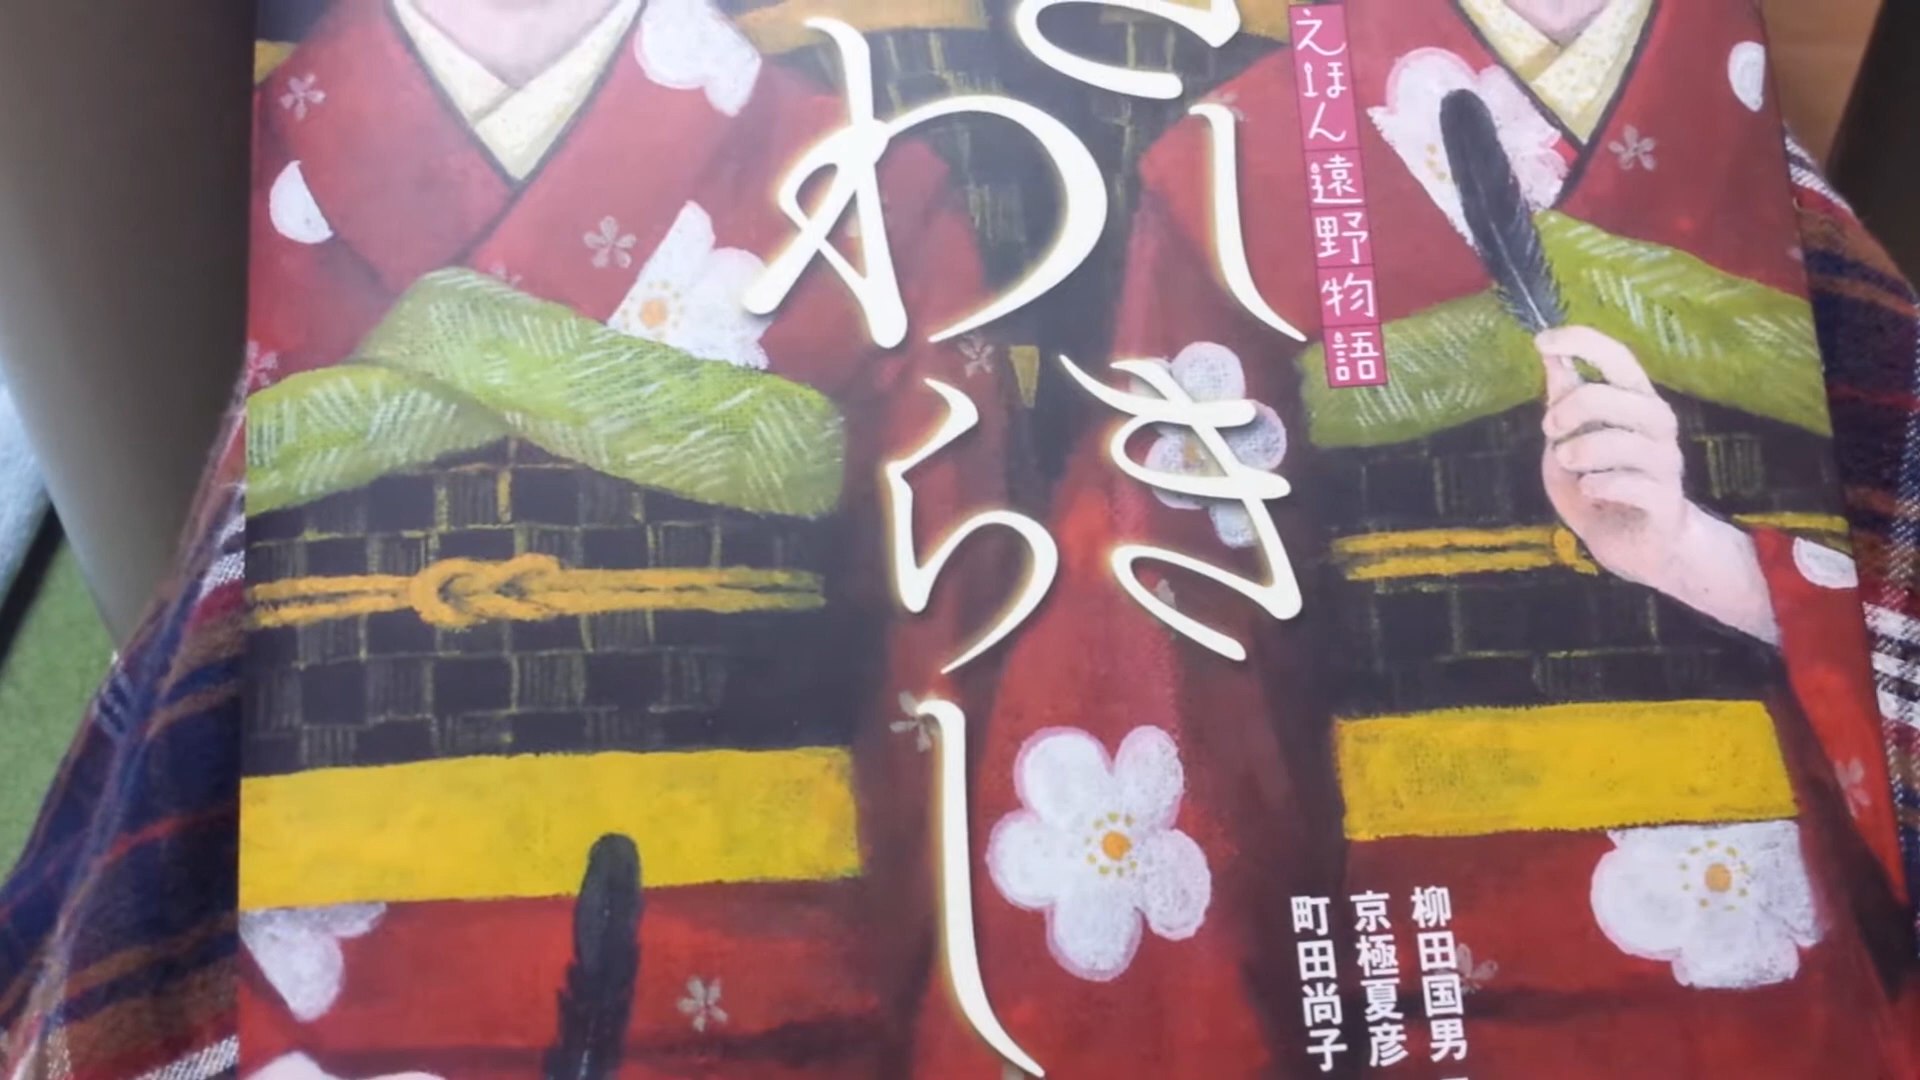 えほん遠野物語
ざしき
わらし
柳田国男
京極夏彦
町田尚子